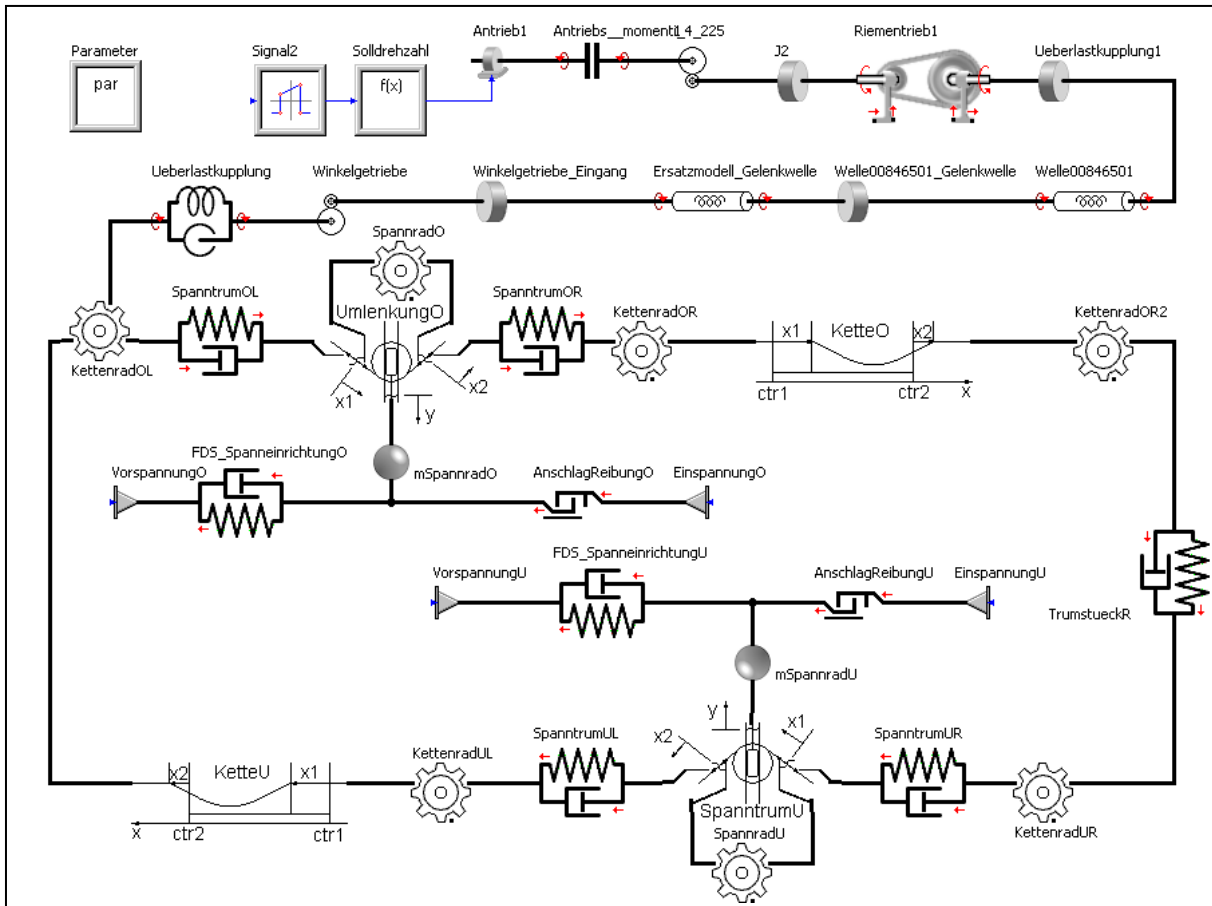 Antrieb1
Antriebs__momenti1_4_225
Riementrieb1
Parameter
Signal2
Solldrehzahl
J2
Ueberlastkupplung1
par
f(x)
Ueberlastkupplung
Winkelgetriebe
Winkelgetriebe_Eingang
Ersatzmodell_Gelenkwelle
Welle00846501_Gelenkwelle
Welle00846501
SpannradO
SpanntrumOL
UmlenkungO
SpanntrumOR
KettenradOR
x1
KetteO
x2
KettenradOR2
KettenradOL
x1
x2
y
ctr1
ctr2
x
FDS_SpanneinrichtungO
VorspannungO
mSpannradO
AnschlagReibungO
EinspannungO
FDS_SpanneinrichtungU
VorspannungU
AnschlagReibungU
EinspannungU
TrumstueckR
mSpannradU
y
x1
x2
SpanntrumUL
SpanntrumUR
KettenradUL
x2
KetteU
x1
SpanntrumU
x
ctr2
ctr1
SpannradU
KettenradUR